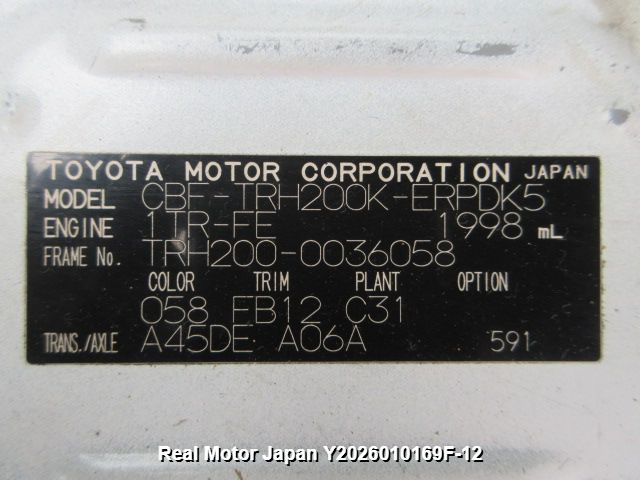 TOYOTA MOTOR CORPORATION JAPAN
MODEL CBF-TRH200K-ERPDK5
ENGINE 1TR-FE 1998 mL
FRAME No. TRH200-0036058
COLOR TRIM PLANT OPTION
058 EB12 C31
TRANS./AXLE A45DE A06A 591
Real Motor Japan Y2026010169F-12